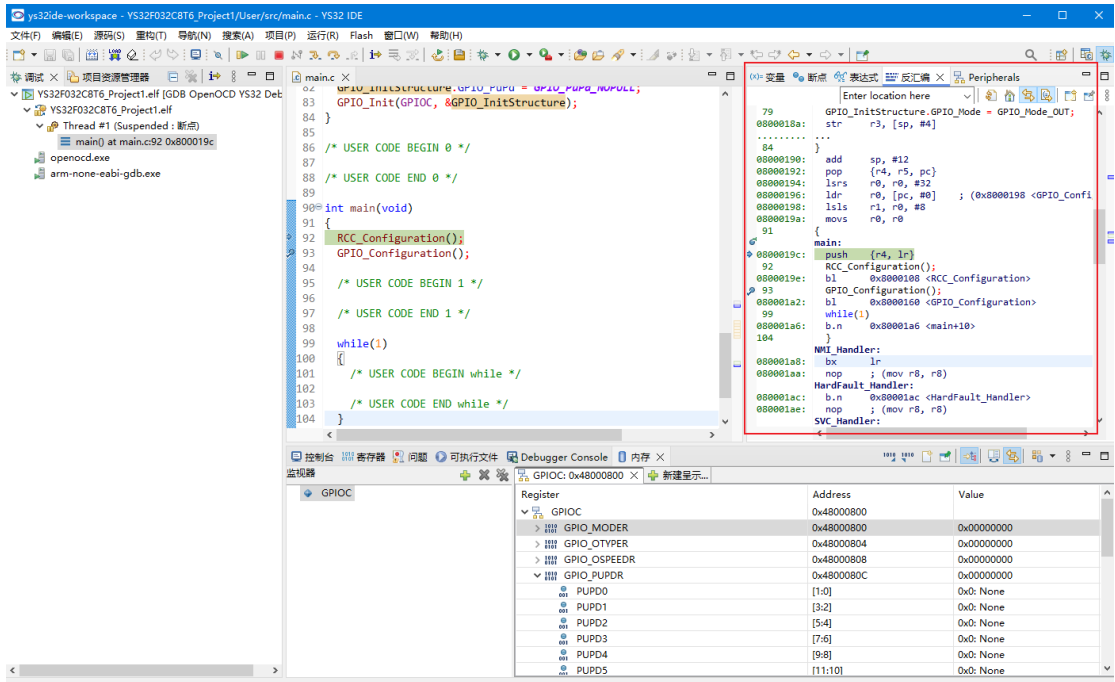 ys32ide-workspace - YS32F032C8T6_Project1/User/src/main.c - YS32 IDE
文件(F) 编辑(E) 源码(S) 重构(T) 导航(N) 搜索(A) 项目(P) 运行(R) Flash 窗口(W) 帮助(H)
调试 项目资源管理器
YS32F032C8T6_Project1.elf [GDB OpenOCD YS32 Deb
YS32F032C8T6_Project1.elf
Thread #1 (Suspended : 断点)
main() at main.c:92 0x800019c
openocd.exe
arm-none-eabi-gdb.exe
main.c
82 GPIO_InitStructure.GPIO_PuPd = GPIO_PuPd_NOPULL;
83 GPIO_Init(GPIOC, &GPIO_InitStructure);
84 }
85
86 /* USER CODE BEGIN 0 */
87
88 /* USER CODE END 0 */
89
90 int main(void)
91 {
92 RCC_Configuration();
93 GPIO_Configuration();
94
95 /* USER CODE BEGIN 1 */
96
97 /* USER CODE END 1 */
98
99 while(1)
100 {
101 /* USER CODE BEGIN while */
102
103 /* USER CODE END while */
104 }
(x)= 变量 断点 表达式 反汇编 Peripherals
Enter location here
79 GPIO_InitStructure.GPIO_Mode = GPIO_Mode_OUT;
0800018a: str r3, [sp, #4]
......... ...
84 }
08000190: add sp, #12
08000192: pop {r4, r5, pc}
08000194: lsrs r0, r0, #32
08000196: ldr r0, [pc, #0] ; (0x8000198 <GPIO_Confi
08000198: lsls r1, r0, #8
0800019a: movs r0, r0
91 {
main:
0800019c: push {r4, lr}
92 RCC_Configuration();
0800019e: bl 0x8000108 <RCC_Configuration>
93 GPIO_Configuration();
080001a2: bl 0x8000160 <GPIO_Configuration>
99 while(1)
080001a6: b.n 0x80001a6 <main+10>
104 }
NMI_Handler:
080001a8: bx lr
080001aa: nop ; (mov r8, r8)
HardFault_Handler:
080001ac: b.n 0x80001ac <HardFault_Handler>
080001ae: nop ; (mov r8, r8)
SVC_Handler:
控制台 寄存器 问题 可执行文件 Debugger Console 内存
监视器
GPIOC
GPIOC: 0x48000800 新建显示...
Register Address Value
GPIOC 0x48000800
GPIO_MODER 0x48000800 0x00000000
GPIO_OTYPER 0x48000804 0x00000000
GPIO_OSPEEDR 0x48000808 0x00000000
GPIO_PUPDR 0x4800080C 0x00000000
PUPD0 [1:0] 0x0: None
PUPD1 [3:2] 0x0: None
PUPD2 [5:4] 0x0: None
PUPD3 [7:6] 0x0: None
PUPD4 [9:8] 0x0: None
PUPD5 [11:10] 0x0: None